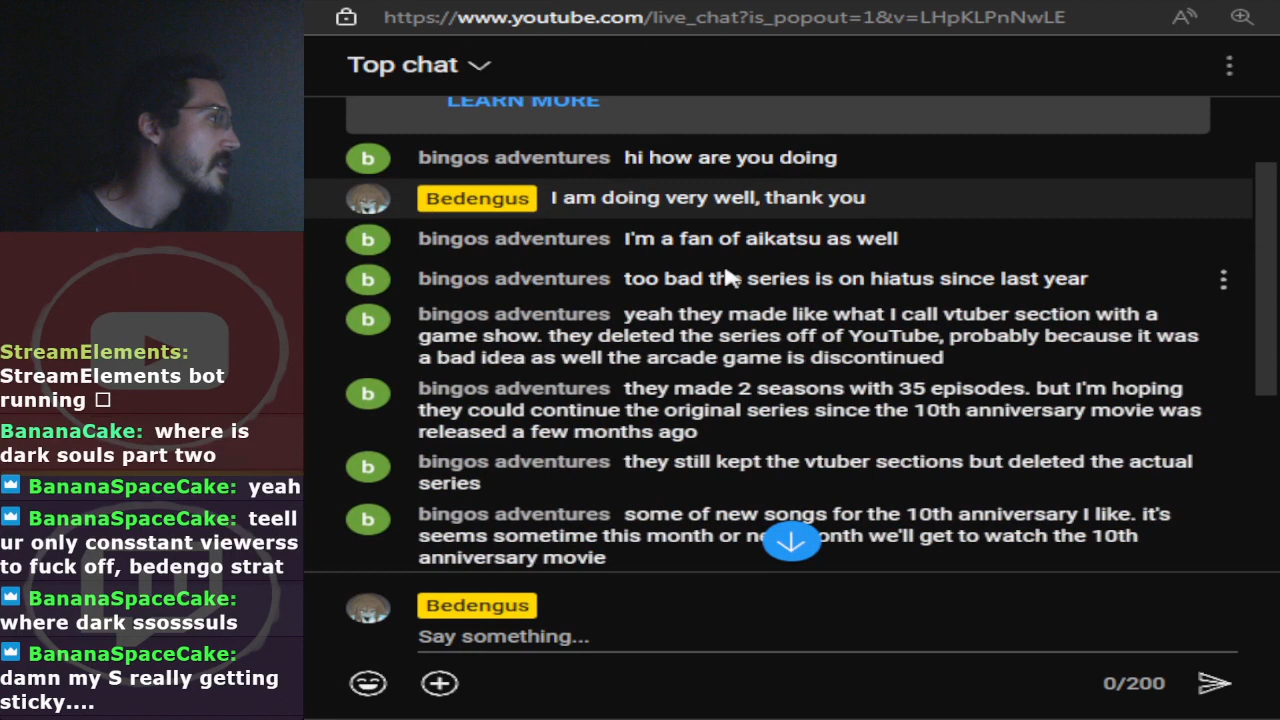 https://www.youtube.com/live_chat?is_popout=1&v=LHpKLPnNwLE
Top chat
LEARN MORE
b bingos adventures hi how are you doing
Bedengus I am doing very well, thank you
b bingos adventures I'm a fan of aikatsu as well
b bingos adventures too bad the series is on hiatus since last year
b bingos adventures yeah they made like what I call vtuber section with a
game show. they deleted the series off of YouTube, probably because it was
a bad idea as well the arcade game is discontinued
b bingos adventures they made 2 seasons with 35 episodes. but I'm hoping
they could continue the original series since the 10th anniversary movie was
released a few months ago
b bingos adventures they still kept the vtuber sections but deleted the actual
series
b bingos adventures some of new songs for the 10th anniversary I like. it's
seems sometime this month or next month we'll get to watch the 10th
anniversary movie
Bedengus
Say something...
0/200
StreamElements:
StreamElements bot
running □
BananaCake: where is
dark souls part two
BananaSpaceCake: yeah
BananaSpaceCake: teell
ur only consstant viewerss
to fuck off, bedengo strat
BananaSpaceCake:
where dark ssosssuls
BananaSpaceCake:
damn my S really getting
sticky....